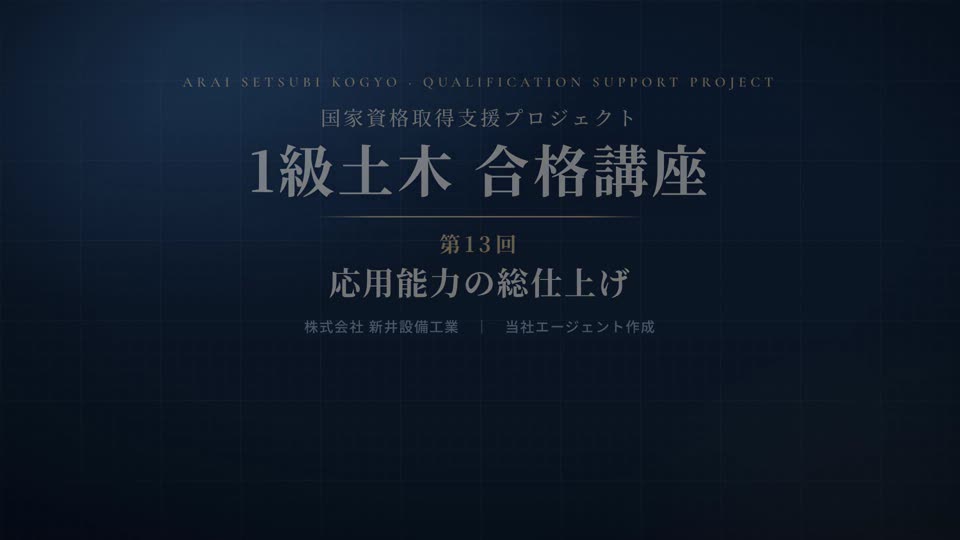 ARAI SETSUBI KOGYO · QUALIFICATION SUPPORT PROJECT
国家資格取得支援プロジェクト
1級土木 合格講座
第13回
応用能力の総仕上げ
株式会社 新井設備工業 ｜ 当社エージェント作成